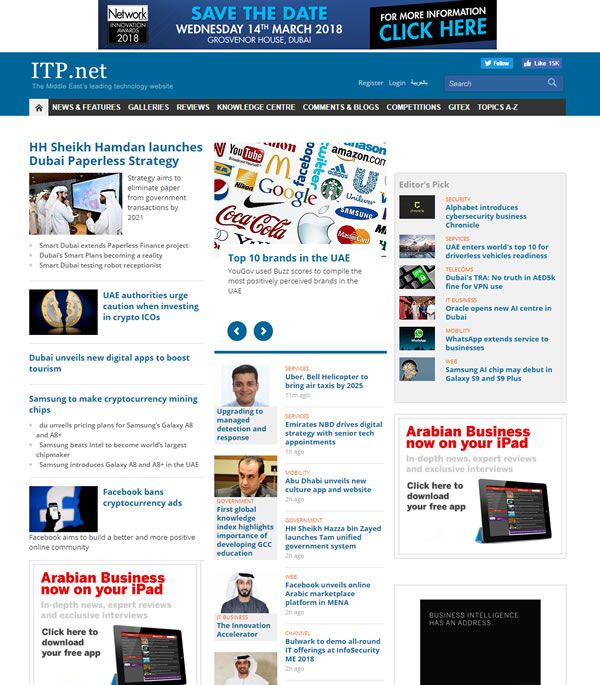 Network
INNOVATION
AWARDS
2018
SAVE THE DATE
WEDNESDAY 14TH MARCH 2018
GROSVENOR HOUSE, DUBAI
FOR MORE INFORMATION
CLICK HERE
ITP.net
The Middle East's leading technology website
Follow
Like 15K
Register Login بالعربية
Search
NEWS & FEATURES GALLERIES REVIEWS KNOWLEDGE CENTRE COMMENTS & BLOGS COMPETITIONS GITEX TOPICS A-Z
HH Sheikh Hamdan launches
Dubai Paperless Strategy
Strategy aims to
eliminate paper
from government
transactions by
2021
Smart Dubai extends Paperless Finance project
Dubai's Smart Plans becoming a reality
Smart Dubai testing robot receptionist
UAE authorities urge
caution when investing
in crypto ICOs
Dubai unveils new digital apps to boost
tourism
Samsung to make cryptocurrency mining
chips
du unveils pricing plans for Samsung's Galaxy A8
and A8+
Samsung beats Intel to become world's largest
chipmaker
Samsung introduces Galaxy A8 and A8+ in the UAE
Facebook bans
cryptocurrency ads
Facebook aims to build a better and more positive
online community
Arabian Business
now on your iPad
In-depth news, expert reviews
and exclusive interviews
Click here to
download
your free app
YouTube
facebook
amazon.com
Google
twitter
adidas
Unilever
Coca-Cola
SAMSUNG
MasterCard
Top 10 brands in the UAE
YouGov used Buzz scores to compile the
most positively perceived brands in the
UAE
Upgrading to
managed
detection and
response
GOVERNMENT
First global
knowledge
index highlights
importance of
developing GCC
education
IT BUSINESS
The Innovation
Accelerator
SERVICES
Uber, Bell Helicopter to
bring air taxis by 2025
11m ago
SERVICES
Emirates NBD drives digital
strategy with senior tech
appointments
1h ago
MOBILITY
Abu Dhabi unveils new
culture app and website
2h ago
GOVERNMENT
HH Sheikh Hazza bin Zayed
launches Tam unified
government system
2h ago
WEB
Facebook unveils online
Arabic marketplace
platform in MENA
2h ago
CHANNEL
Bulwark to demo all-round
IT offerings at InfoSecurity
ME 2018
2h ago
Editor's Pick
SECURITY
Alphabet introduces
cybersecurity business
Chronicle
SERVICES
UAE enters world's top 10 for
driverless vehicles readiness
TELECOMS
Dubai's TRA: No truth in AED5k
fine for VPN use
IT BUSINESS
Oracle opens new AI centre in
Dubai
MOBILITY
WhatsApp extends service to
businesses
WEB
Samsung AI chip may debut in
Galaxy S9 and S9 Plus
Arabian Business
now on your iPad
In-depth news, expert reviews
and exclusive interviews
Click here to
download
your free app
BUSINESS INTELLIGENCE
HAS AN ADDRESS.